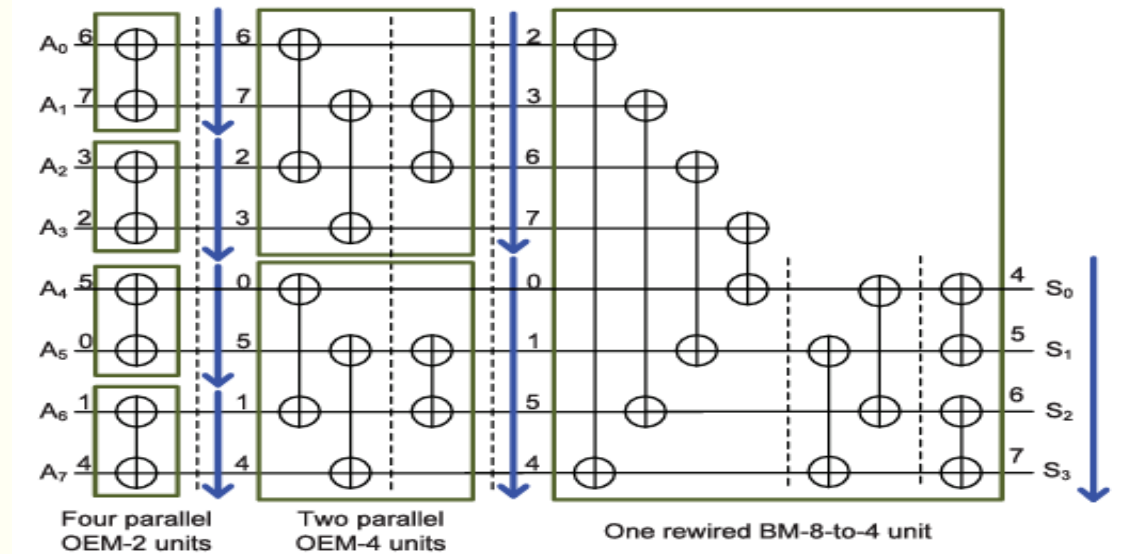 A0 6 6 2
A1 7 7 3
A2 3 2 6
A3 2 3 7
A4 5 0 0 4 S0
A5 0 5 1 5 S1
A6 1 1 5 6 S2
A7 4 4 4 7 S3
Four parallel Two parallel One rewired BM-8-to-4 unit
OEM-2 units OEM-4 units